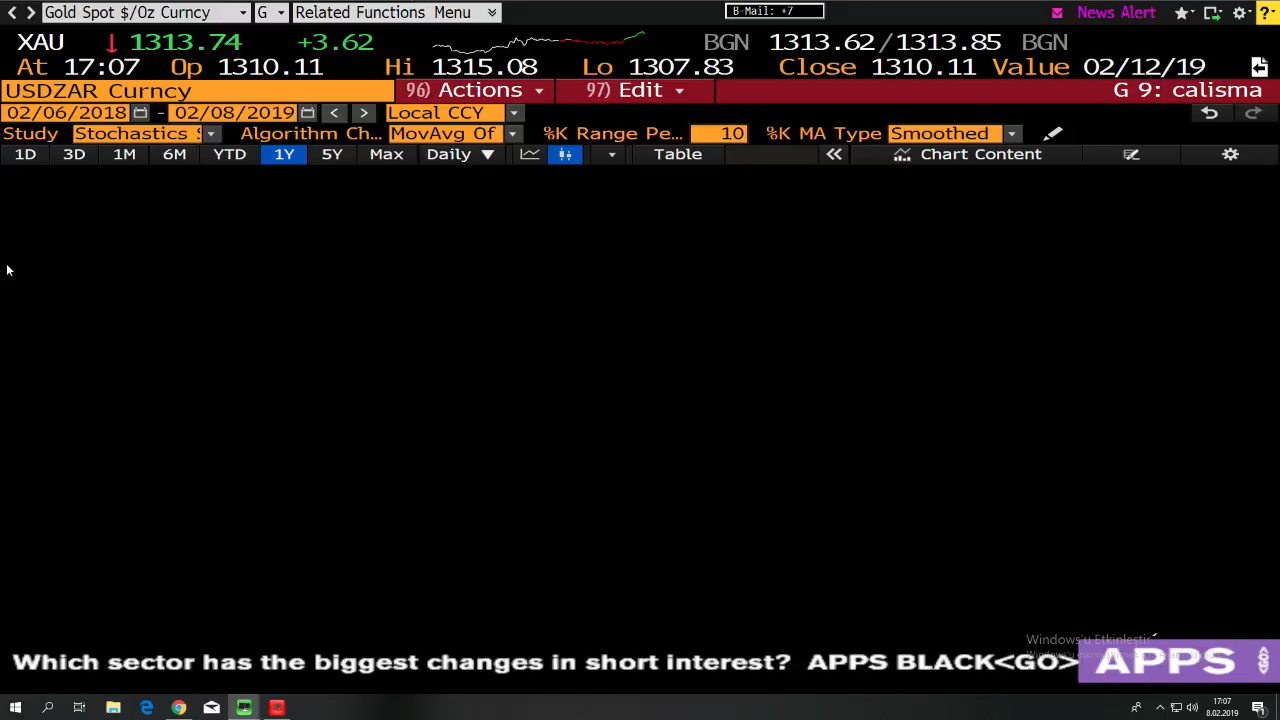 Gold Spot $/Oz Curncy G Related Functions Menu B-Mail: +7 News Alert
XAU 1313.74 +3.62 BGN 1313.62/1313.85 BGN
At 17:07 Op 1310.11 Hi 1315.08 Lo 1307.83 Close 1310.11 Value 02/12/19
USDZAR Curncy 96) Actions 97) Edit G 9: calisma
02/06/2018 - 02/08/2019 < > Local CCY
Study Stochastics Algorithm Ch... MovAvg Of %K Range Pe... 10 %K MA Type Smoothed
1D 3D 1M 6M YTD 1Y 5Y Max Daily Table Chart Content
Windows'u Etkinleştir
Which sector has the biggest changes in short interest? APPS BLACK<GO> APPS
17:07
8.02.2019